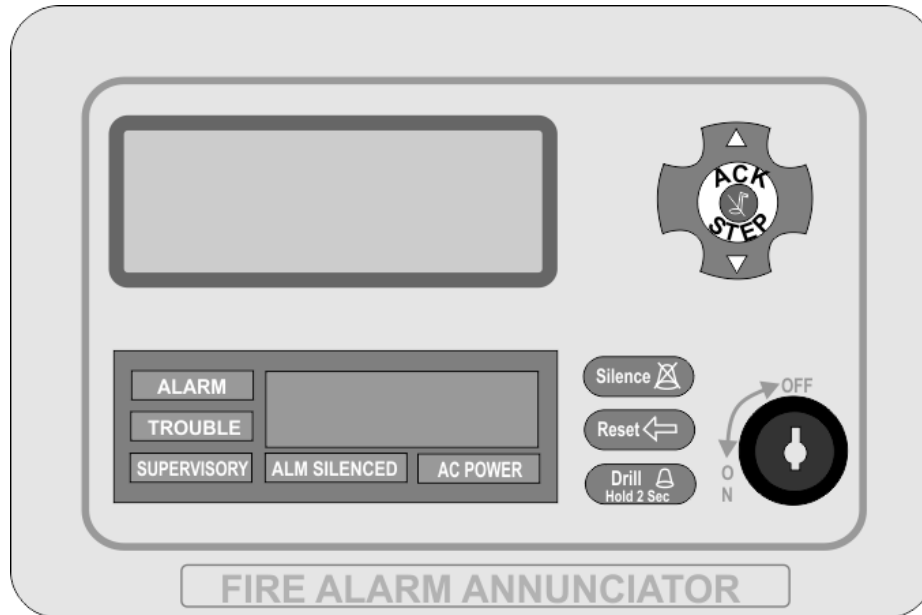 ACK
STEP
ALARM
TROUBLE
SUPERVISORY
ALM SILENCED
AC POWER
Silence
Reset
Drill
Hold 2 Sec
OFF
ON
FIRE ALARM ANNUNCIATOR